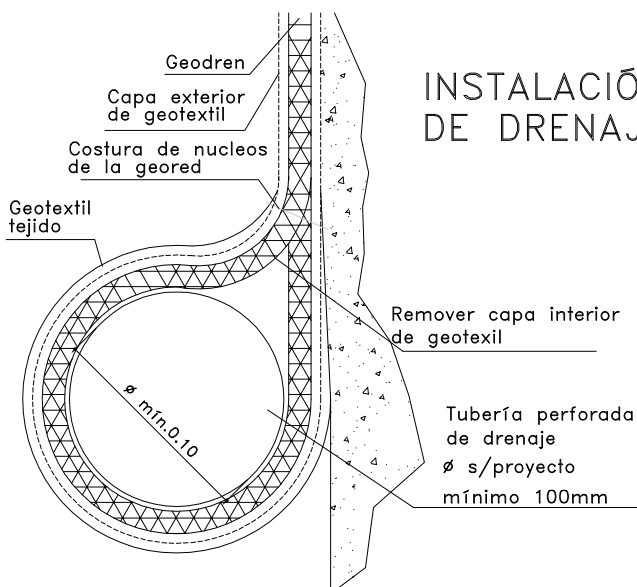 INSTALACIÓ
DE DRENAJ
Geodren
Capa exterior
de geotextil
Costura de nucleos
de la geored
Geotextil
tejido
Remover capa interior
de geotexil
ø mín.0.10
Tubería perforada
de drenaje
ø s/proyecto
mínimo 100mm